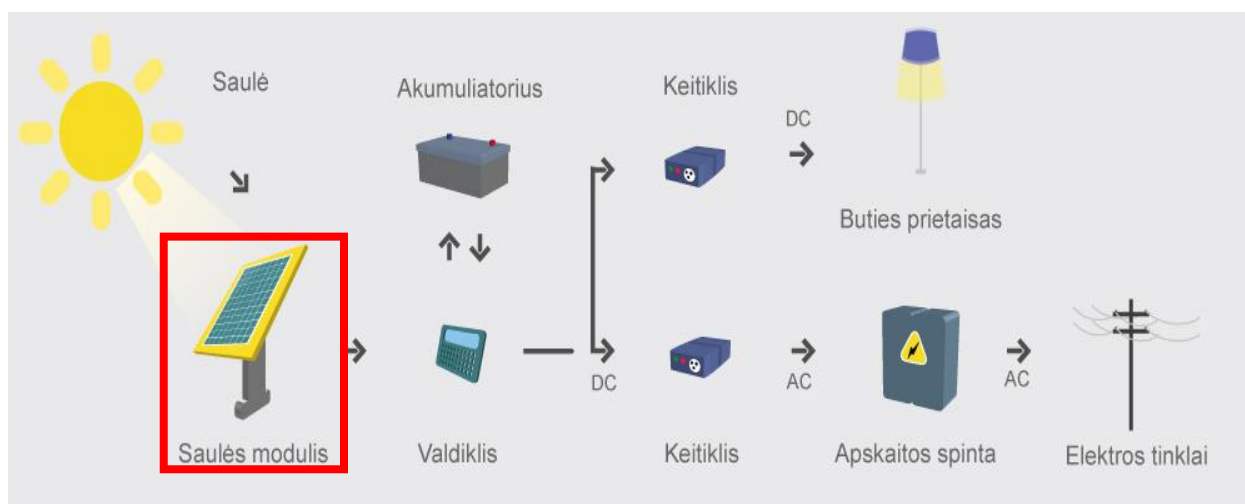 Saulė
Akumuliatorius
Keitiklis
DC
Buties prietaisas
DC
AC
AC
Saulės modulis
Valdiklis
Keitiklis
Apskaitos spinta
Elektros tinklai